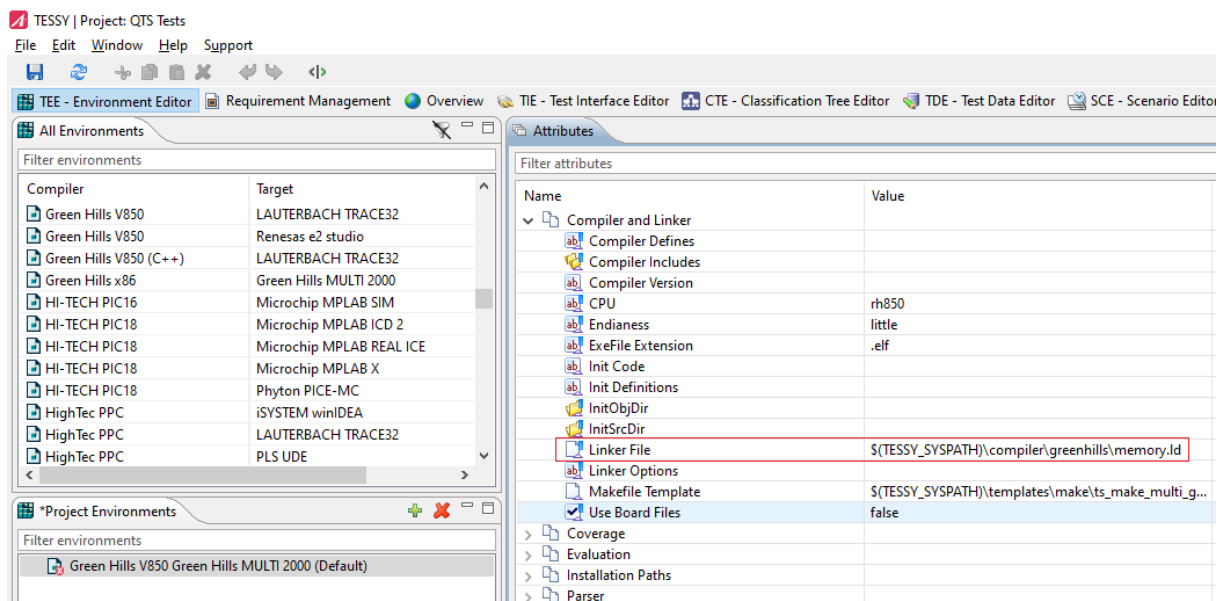 TESSY | Project: QTS Tests
File Edit Window Help Support
TEE - Environment Editor Requirement Management Overview TIE - Test Interface Editor CTE - Classification Tree Editor TDE - Test Data Editor SCE - Scenario Editor
All Environments
Filter environments
Compiler Target
Green Hills V850 LAUTERBACH TRACE32
Green Hills V850 Renesas e2 studio
Green Hills V850 (C++) LAUTERBACH TRACE32
Green Hills x86 Green Hills MULTI 2000
HI-TECH PIC16 Microchip MPLAB SIM
HI-TECH PIC18 Microchip MPLAB ICD 2
HI-TECH PIC18 Microchip MPLAB REAL ICE
HI-TECH PIC18 Microchip MPLAB X
HI-TECH PIC18 Phyton PICE-MC
HighTec PPC iSYSTEM winIDEA
HighTec PPC LAUTERBACH TRACE32
HighTec PPC PLS UDE
*Project Environments
Filter environments
Green Hills V850 Green Hills MULTI 2000 (Default)
Attributes
Filter attributes
Name Value
Compiler and Linker
ab Compiler Defines
Compiler Includes
ab Compiler Version
ab CPU rh850
ab Endianess little
ab ExeFile Extension .elf
ab Init Code
ab Init Definitions
InitObjDir
InitSrcDir
Linker File $(TESSY_SYSPATH)\compiler\greenhills\memory.ld
ab Linker Options
Makefile Template $(TESSY_SYSPATH)\templates\make\ts_make_multi_g...
Use Board Files false
Coverage
Evaluation
Installation Paths
Parser